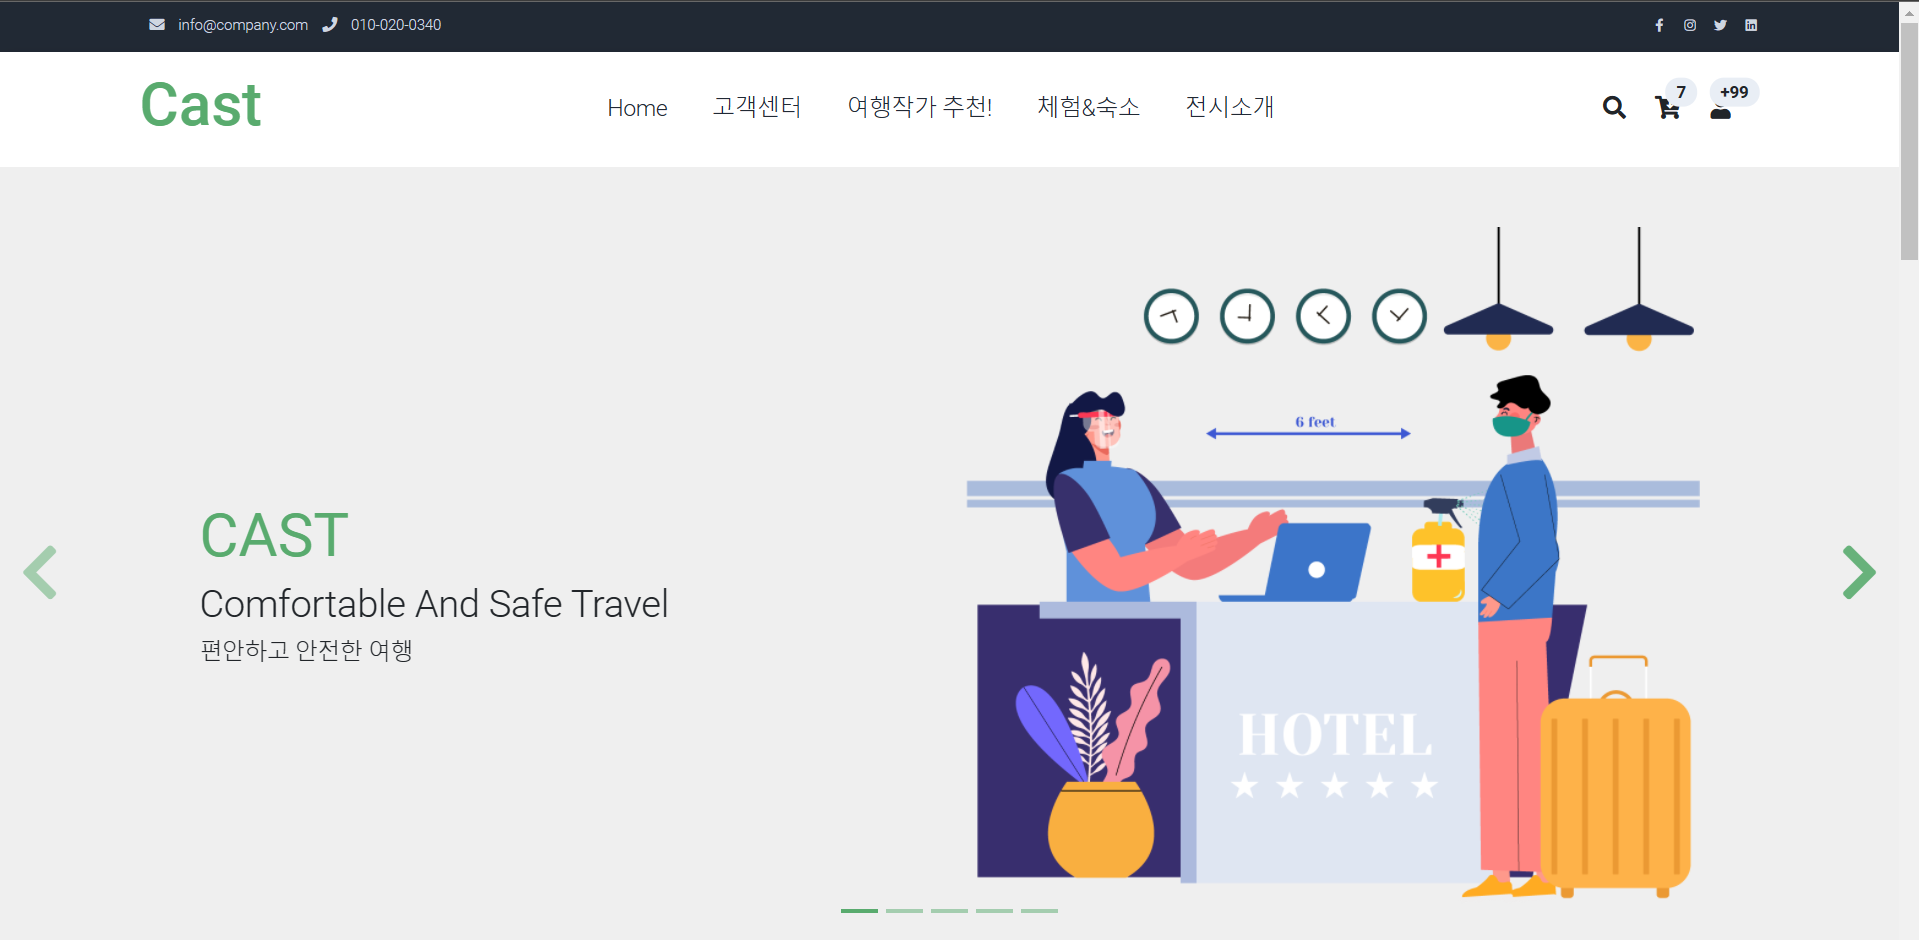 info@company.com 010-020-0340
Cast
Home 고객센터 여행작가 추천! 체험&숙소 전시소개
7 +99
6 feet
CAST
Comfortable And Safe Travel
편안하고 안전한 여행
HOTEL